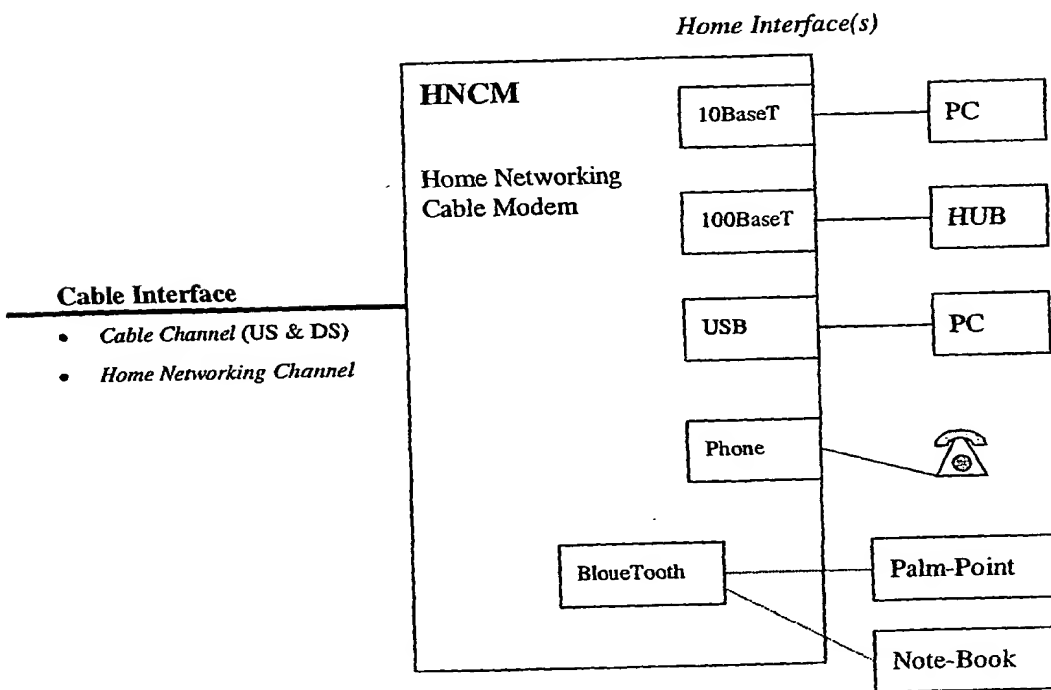 Home Interface(s)
HNCM
10BaseT
PC
Home Networking
Cable Modem
100BaseT
HUB
Cable Interface
• Cable Channel (US & DS)
• Home Networking Channel
USB
PC
Phone
BloueTooth
Palm-Point
Note-Book